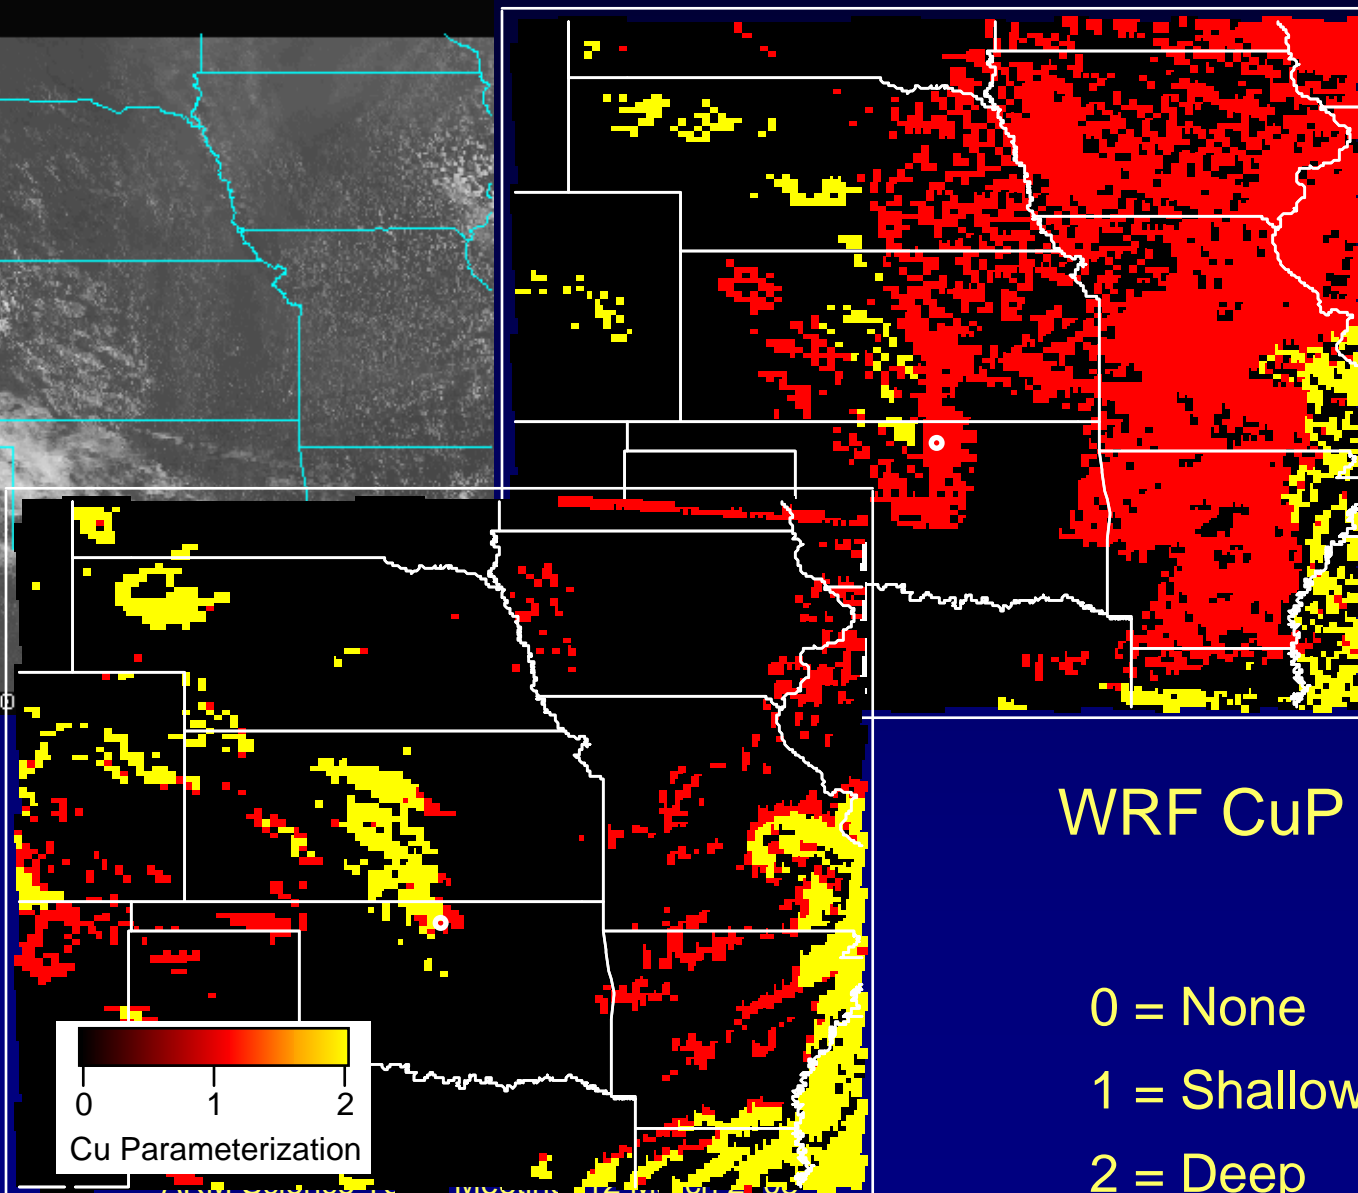 WRF CuP
0 = None
1 = Shallow
2 = Deep
0 1 2
Cu Parameterization